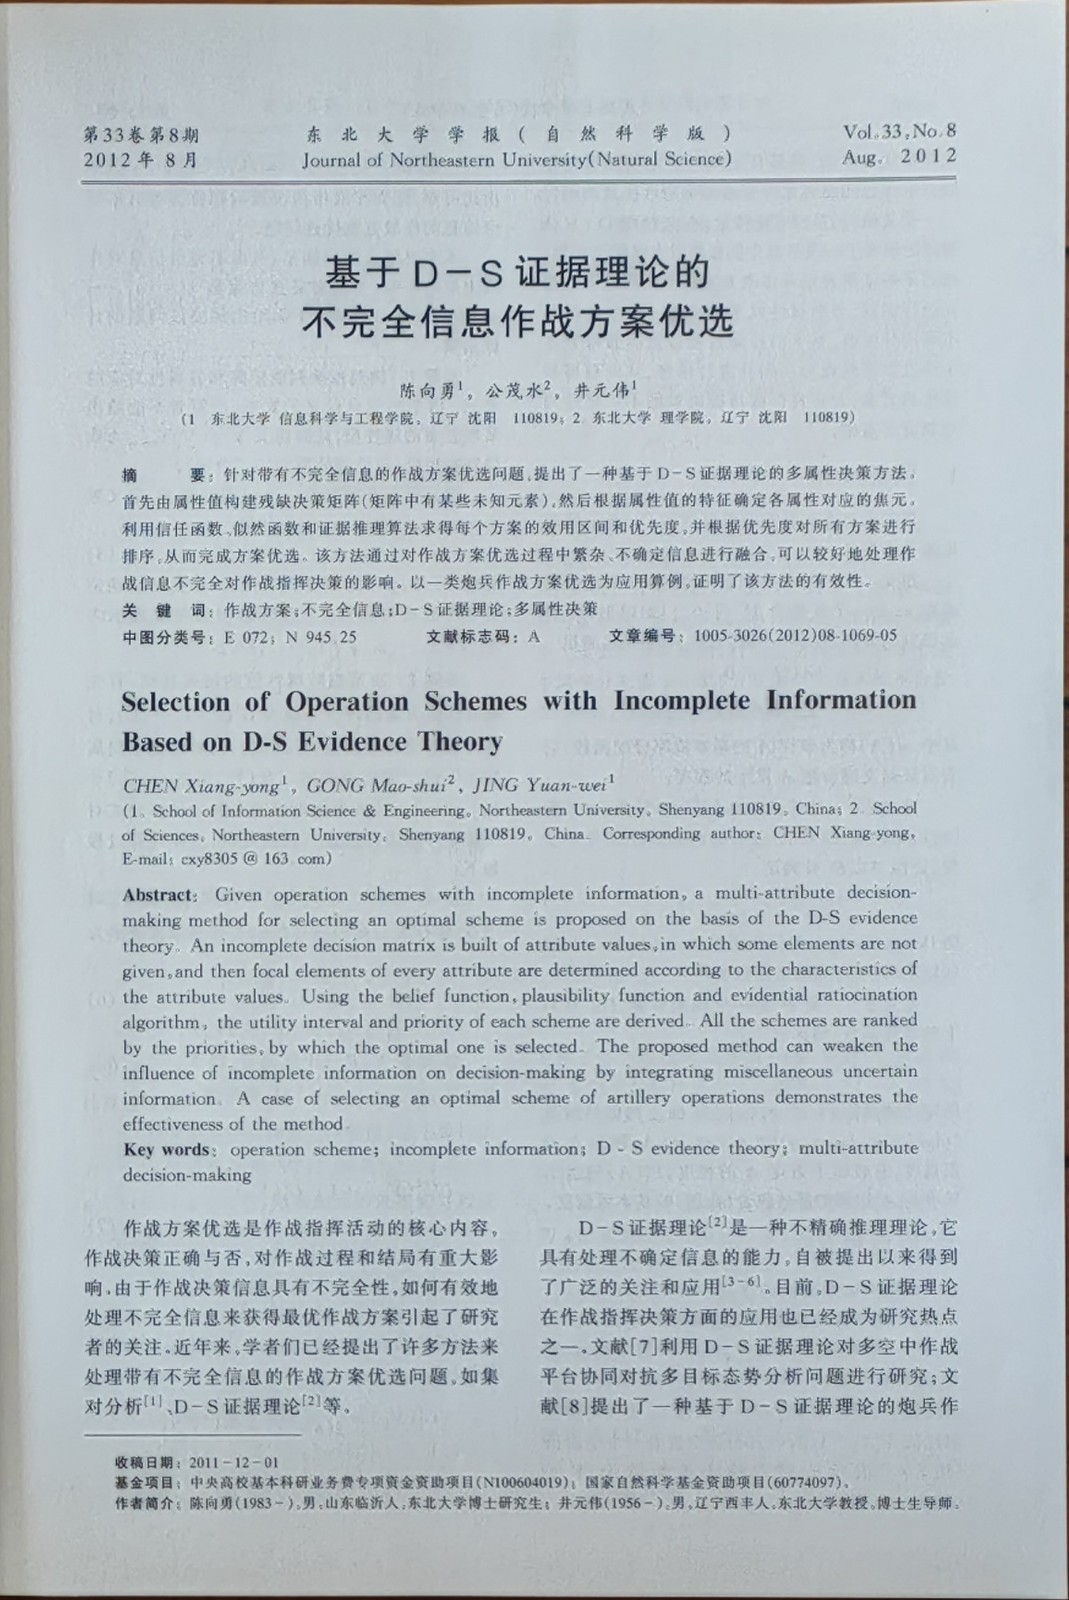 第33卷第8期
2012年 8月
东北大学学报(自然科学版)
Journal of Northeastern University(Natural Science)
Vol.33,No.8
Aug. 2012
基于D-S证据理论的
不完全信息作战方案优选
陈向勇1, 公茂水2, 井元伟1
(1 东北大学 信息科学与工程学院, 辽宁 沈阳 110819; 2 东北大学 理学院, 辽宁 沈阳 110819)
摘 要: 针对带有不完全信息的作战方案优选问题,提出了一种基于D-S证据理论的多属性决策方法.
首先由属性值构建残缺决策矩阵(矩阵中有某些未知元素),然后根据属性值的特征确定各属性对应的焦元,
利用信任函数、似然函数和证据推理算法求得每个方案的效用区间和优先度,并根据优先度对所有方案进行
排序,从而完成方案优选。该方法通过对作战方案优选过程中繁杂、不确定信息进行融合,可以较好地处理作
战信息不完全对作战指挥决策的影响。以一类炮兵作战方案优选为应用算例,证明了该方法的有效性。
关 键 词: 作战方案;不完全信息;D-S证据理论;多属性决策
中图分类号: E 072; N 945.25 文献标志码: A 文章编号: 1005-3026(2012)08-1069-05
Selection of Operation Schemes with Incomplete Information
Based on D-S Evidence Theory
CHEN Xiang-yong1, GONG Mao-shui2, JING Yuan-wei1
(1. School of Information Science & Engineering, Northeastern University, Shenyang 110819, China; 2. School
of Sciences, Northeastern University, Shenyang 110819, China. Corresponding author: CHEN Xiang-yong,
E-mail: cxy8305@163.com)
Abstract: Given operation schemes with incomplete information, a multi-attribute decision-
making method for selecting an optimal scheme is proposed on the basis of the D-S evidence
theory. An incomplete decision matrix is built of attribute values,in which some elements are not
given,and then focal elements of every attribute are determined according to the characteristics of
the attribute values. Using the belief function, plausibility function and evidential ratiocination
algorithm, the utility interval and priority of each scheme are derived. All the schemes are ranked
by the priorities,by which the optimal one is selected. The proposed method can weaken the
influence of incomplete information on decision-making by integrating miscellaneous uncertain
information. A case of selecting an optimal scheme of artillery operations demonstrates the
effectiveness of the method.
Key words: operation scheme; incomplete information; D-S evidence theory; multi-attribute
decision-making
作战方案优选是作战指挥活动的核心内容,
作战决策正确与否,对作战过程和结局有重大影
响.由于作战决策信息具有不完全性,如何有效地
处理不完全信息来获得最优作战方案引起了研究
者的关注.近年来,学者们已经提出了许多方法来
处理带有不完全信息的作战方案优选问题,如集
对分析[1]、D-S证据理论[2]等。
D-S证据理论[2]是一种不精确推理理论,它
具有处理不确定信息的能力,自被提出以来得到
了广泛的关注和应用[3-6]。目前,D-S证据理论
在作战指挥决策方面的应用也已经成为研究热点
之一,文献[7]利用D-S证据理论对多空中作战
平台协同对抗多目标态势分析问题进行研究;文
献[8]提出了一种基于D-S证据理论的炮兵作
收稿日期: 2011-12-01
基金项目: 中央高校基本科研业务费专项资金资助项目(N100604019); 国家自然科学基金资助项目(60774097)。
作者简介: 陈向勇(1983-),男,山东临沂人,东北大学博士研究生; 井元伟(1956-),男,辽宁西丰人,东北大学教授,博士生导师。